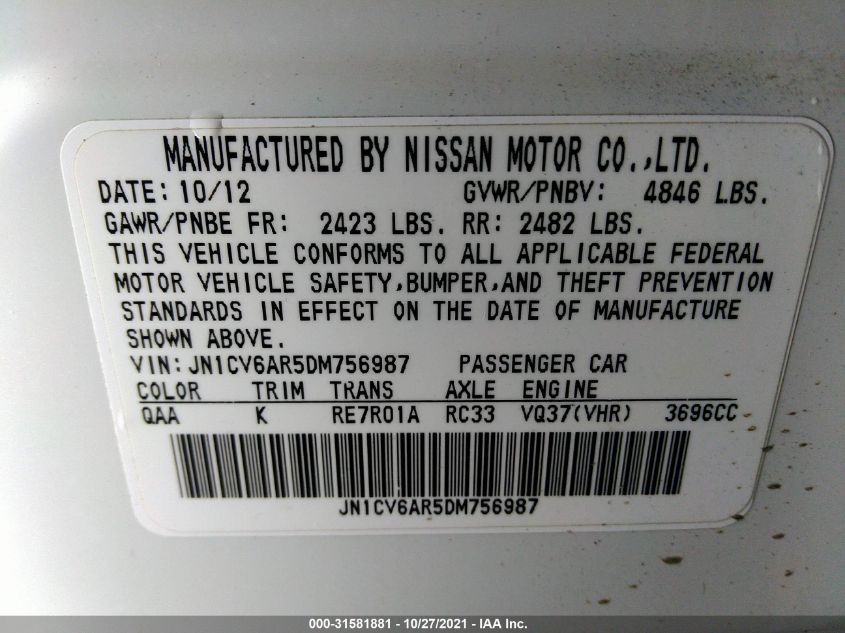 MANUFACTURED BY NISSAN MOTOR CO.,LTD.
DATE: 10/12 GVWR/PNBV: 4846 LBS.
GAWR/PNBE FR: 2423 LBS. RR: 2482 LBS.
THIS VEHICLE CONFORMS TO ALL APPLICABLE FEDERAL
MOTOR VEHICLE SAFETY,BUMPER,AND THEFT PREVENTION
STANDARDS IN EFFECT ON THE DATE OF MANUFACTURE
SHOWN ABOVE.
VIN:JN1CV6AR5DM756987 PASSENGER CAR
COLOR TRIM TRANS AXLE ENGINE
QAA K RE7R01A RC33 VQ37(VHR) 3696CC
JN1CV6AR5DM756987
000-31581881 - 10/27/2021 - IAA Inc.